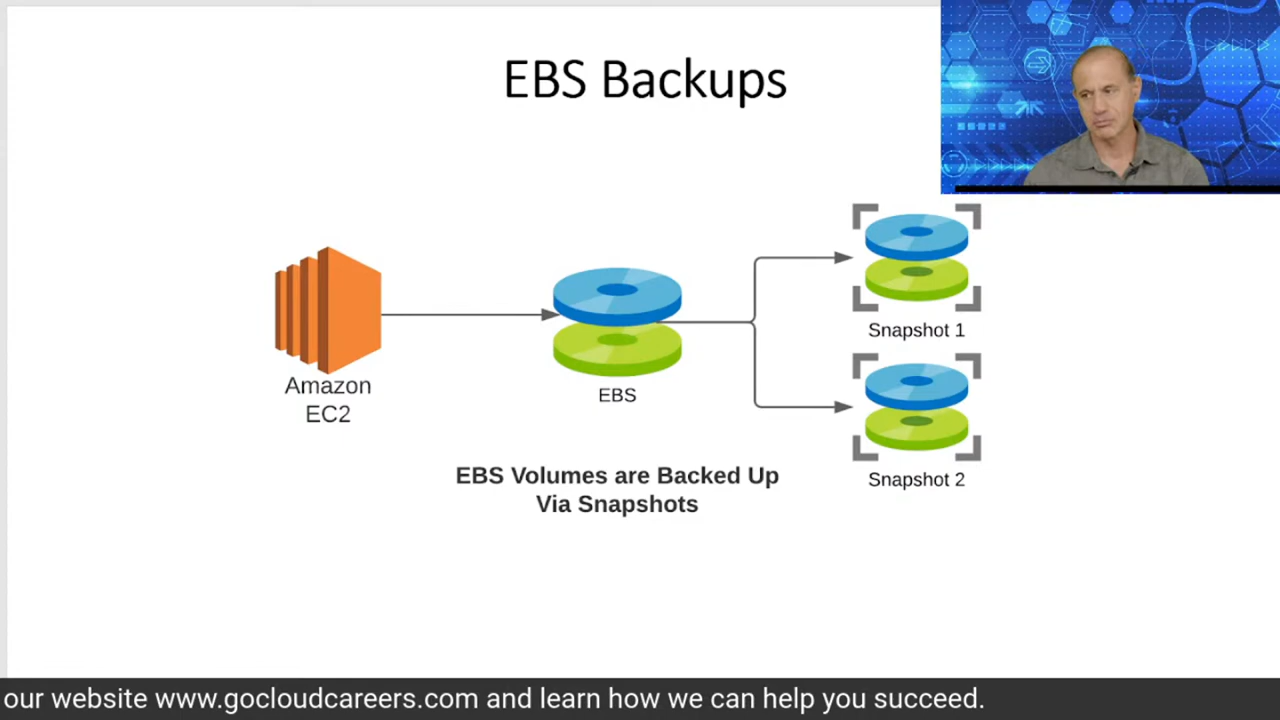 EBS Backups
Amazon
EC2
EBS
Snapshot 1
Snapshot 2
EBS Volumes are Backed Up
Via Snapshots
our website www.gocloudcareers.com and learn how we can help you succeed.